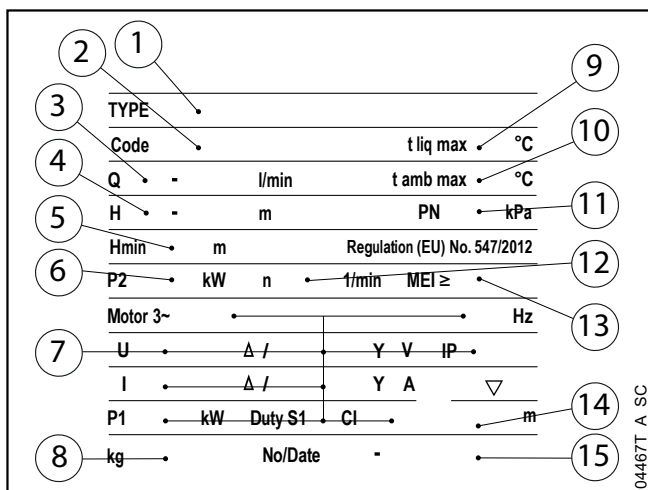 1
2
9
3
10
4
11
5
6
12
13
7
14
8
15
TYPE
Code t liq max °C
Q - l/min t amb max °C
H - m PN kPa
Hmin m Regulation (EU) No. 547/2012
P2 kW n 1/min MEI ≥
Motor 3~ Hz
U Δ / Y V IP
I Δ / Y A ▽
P1 kW Duty S1 Cl m
kg No/Date -
04467T A SC